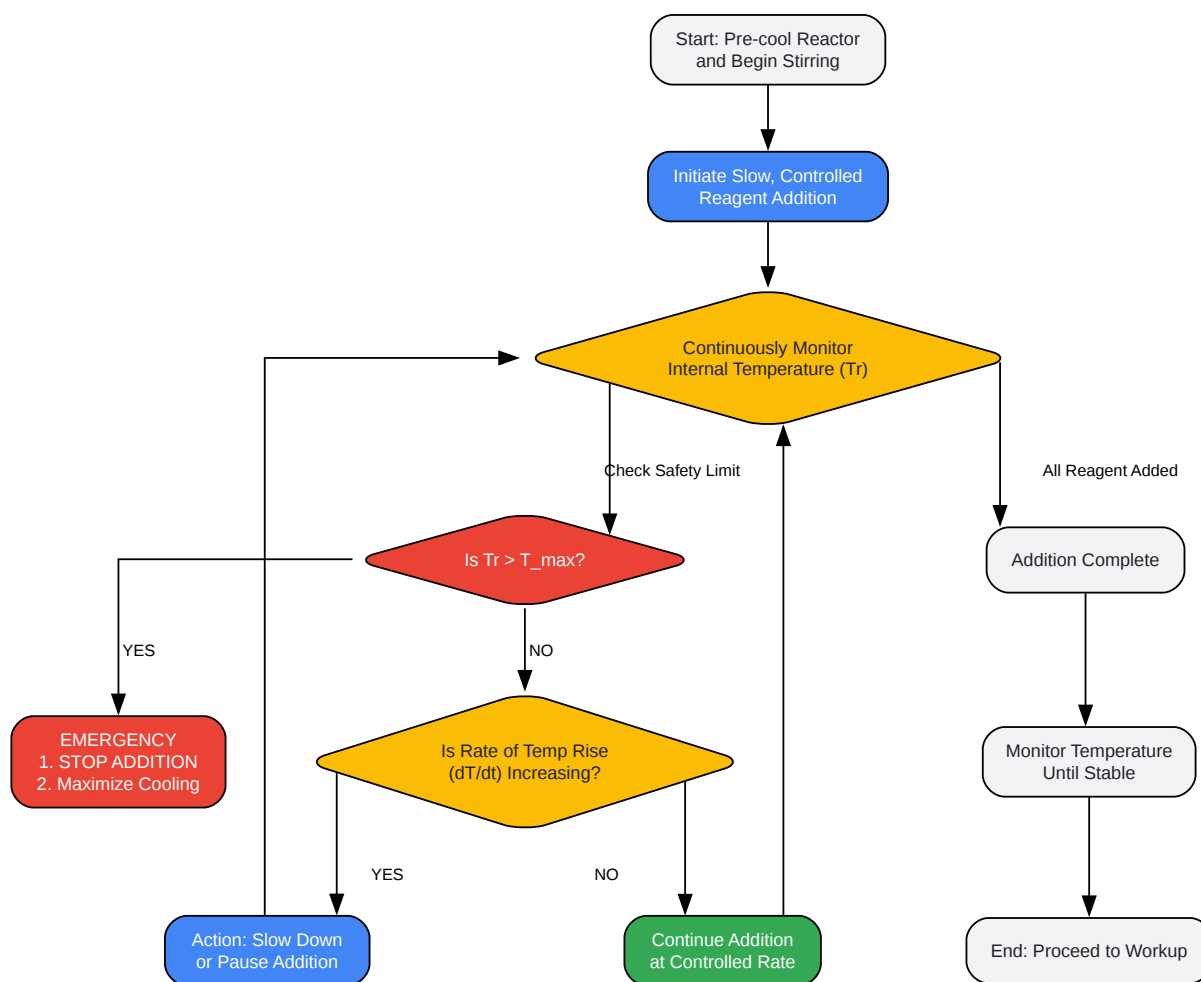 Start: Pre-cool Reactor
and Begin Stirring
Initiate Slow, Controlled
Reagent Addition
Continuously Monitor
Internal Temperature (Tr)
Check Safety Limit
All Reagent Added
Is Tr > T_max?
Addition Complete
YES
NO
EMERGENCY
1. STOP ADDITION
2. Maximize Cooling
Is Rate of Temp Rise
(dT/dt) Increasing?
Monitor Temperature
Until Stable
YES
NO
Action: Slow Down
or Pause Addition
Continue Addition
at Controlled Rate
End: Proceed to Workup